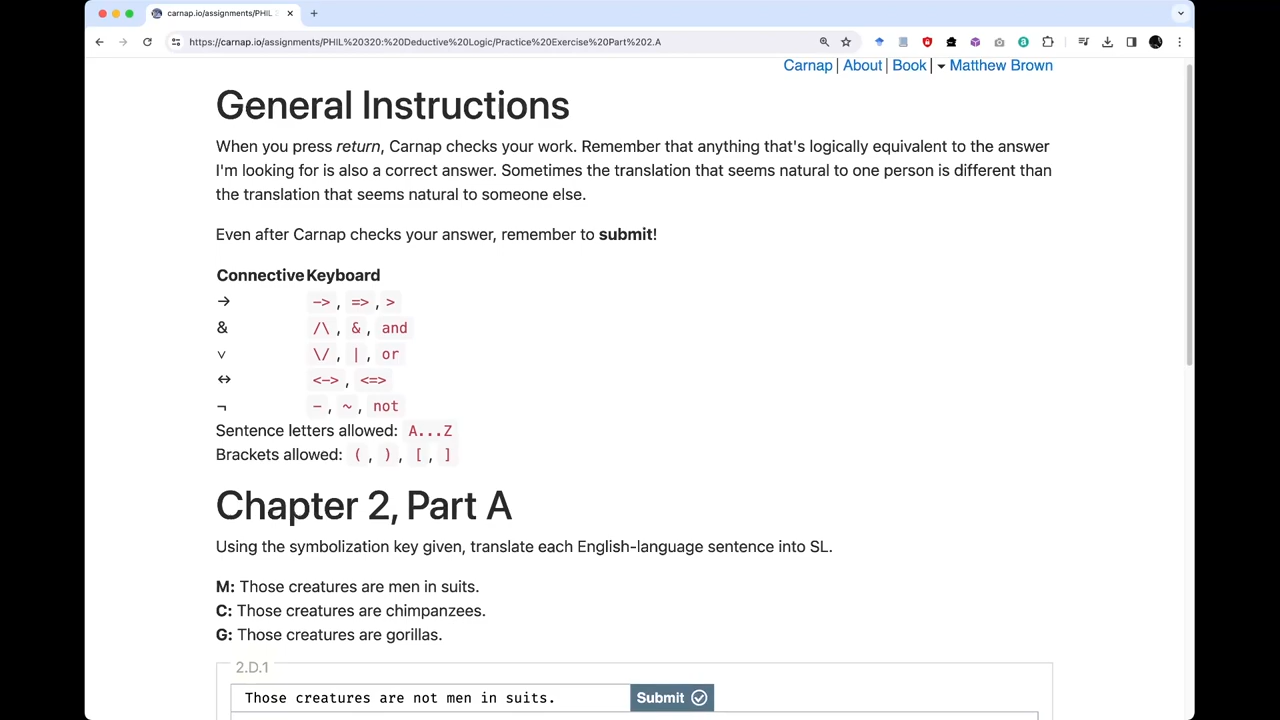 carnap.io/assignments/PHIL
https://carnap.io/assignments/PHIL%20320:%20Deductive%20Logic/Practice%20Exercise%20Part%202.A
Carnap | About | Book | Matthew Brown
General Instructions
When you press return, Carnap checks your work. Remember that anything that's logically equivalent to the answer
I'm looking for is also a correct answer. Sometimes the translation that seems natural to one person is different than
the translation that seems natural to someone else.
Even after Carnap checks your answer, remember to submit!
Connective Keyboard
→ -> , => , >
& /\ , & , and
∨ \/ , | , or
↔ <-> , <=>
¬ - , ~ , not
Sentence letters allowed: A...Z
Brackets allowed: ( , ) , [ , ]
Chapter 2, Part A
Using the symbolization key given, translate each English-language sentence into SL.
M: Those creatures are men in suits.
C: Those creatures are chimpanzees.
G: Those creatures are gorillas.
2.D.1
Those creatures are not men in suits. Submit